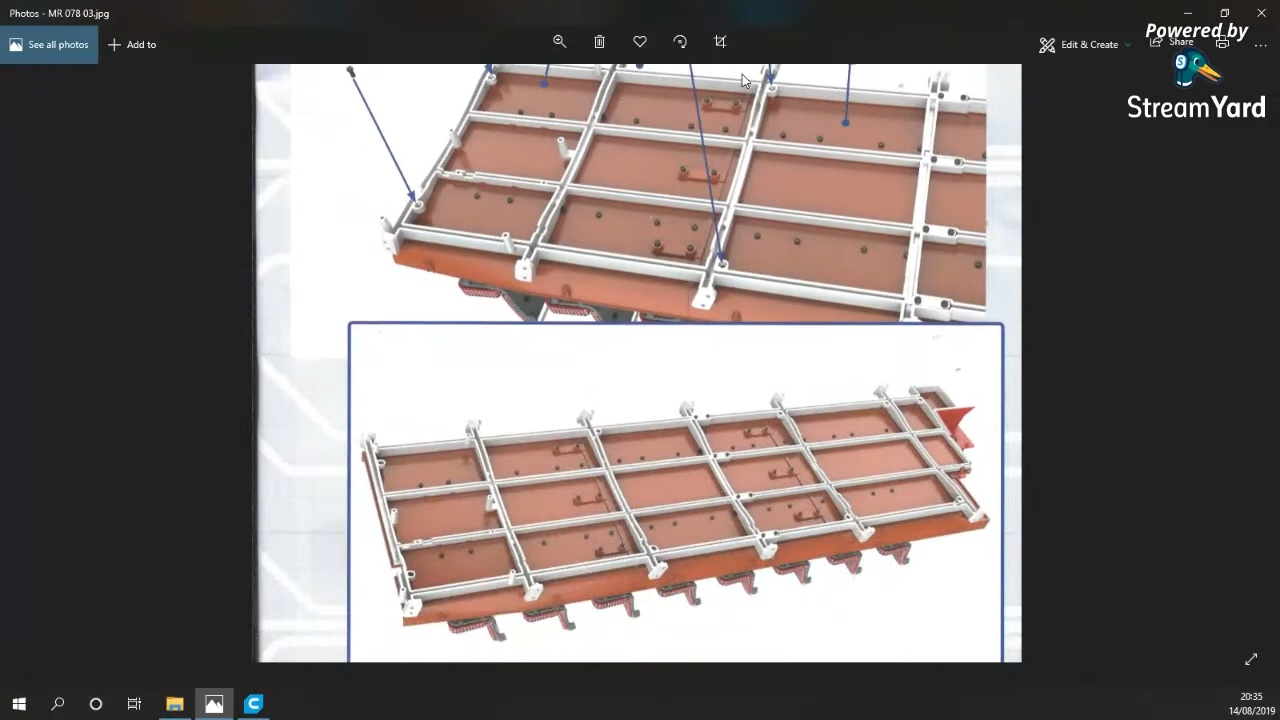 Photos - MR 078 03.jpg
See all photos
Add to
Edit & Create
Share
Powered by
S
StreamYard
C
20:35
14/08/2019